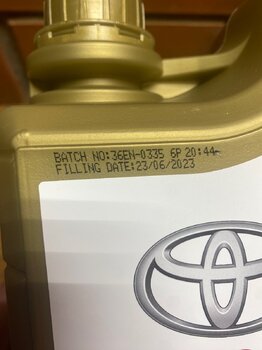 BATCH NO:36EN-0335 6P 20:44
FILLING DATE:23/06/2023